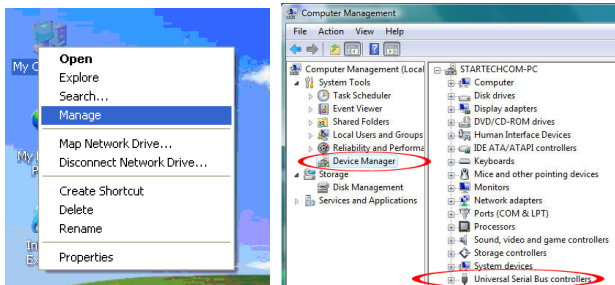 My C
Open
Explore
Search...
Manage
Map Network Drive...
Disconnect Network Drive...
Create Shortcut
Delete
Rename
Properties
Computer Management
File Action View Help
Computer Management (Local
System Tools
Task Scheduler
Event Viewer
Shared Folders
Local Users and Groups
Reliability and Performa
Device Manager
Storage
Disk Management
Services and Applications
STARTECHCOM-PC
Computer
Disk drives
Display adapters
DVD/CD-ROM drives
Human Interface Devices
IDE ATA/ATAPI controllers
Keyboards
Mice and other pointing devices
Monitors
Network adapters
Ports (COM & LPT)
Processors
Sound, video and game controllers
Storage controllers
System devices
Universal Serial Bus controllers